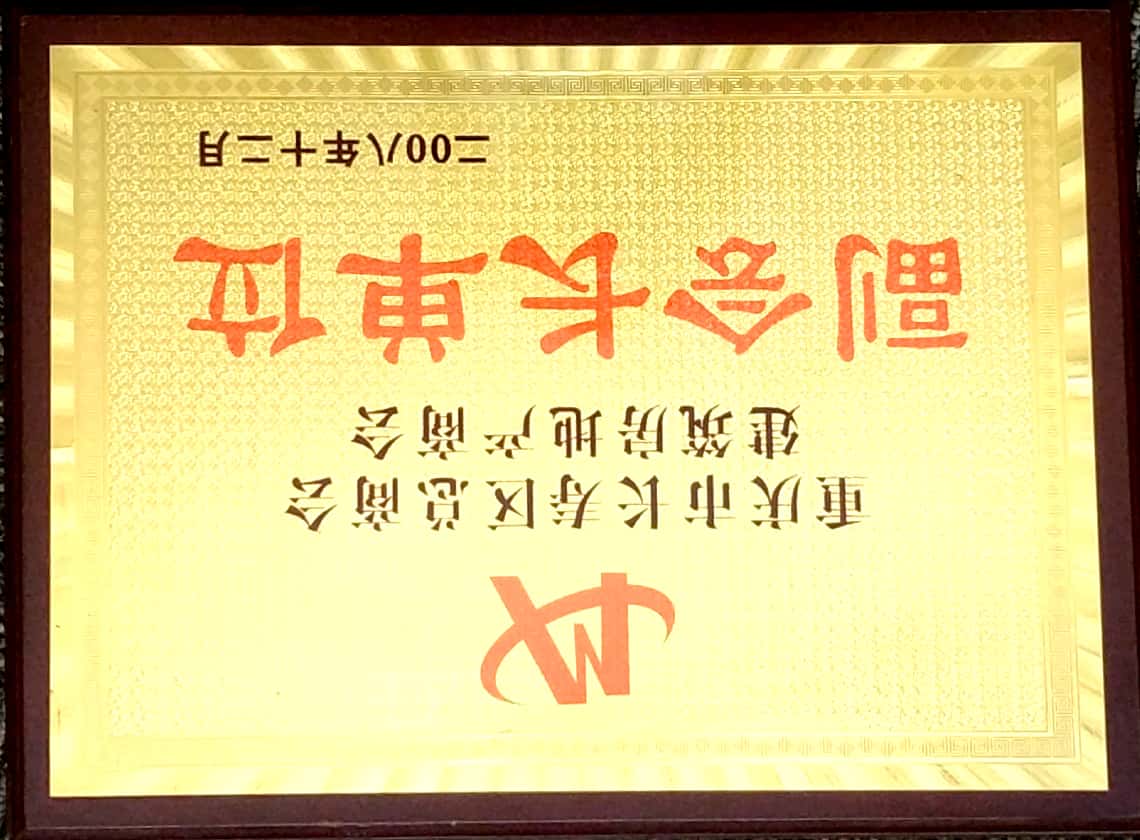 重庆市长寿区总商会
建筑房地产商会
副会长单位
二00八年十二月